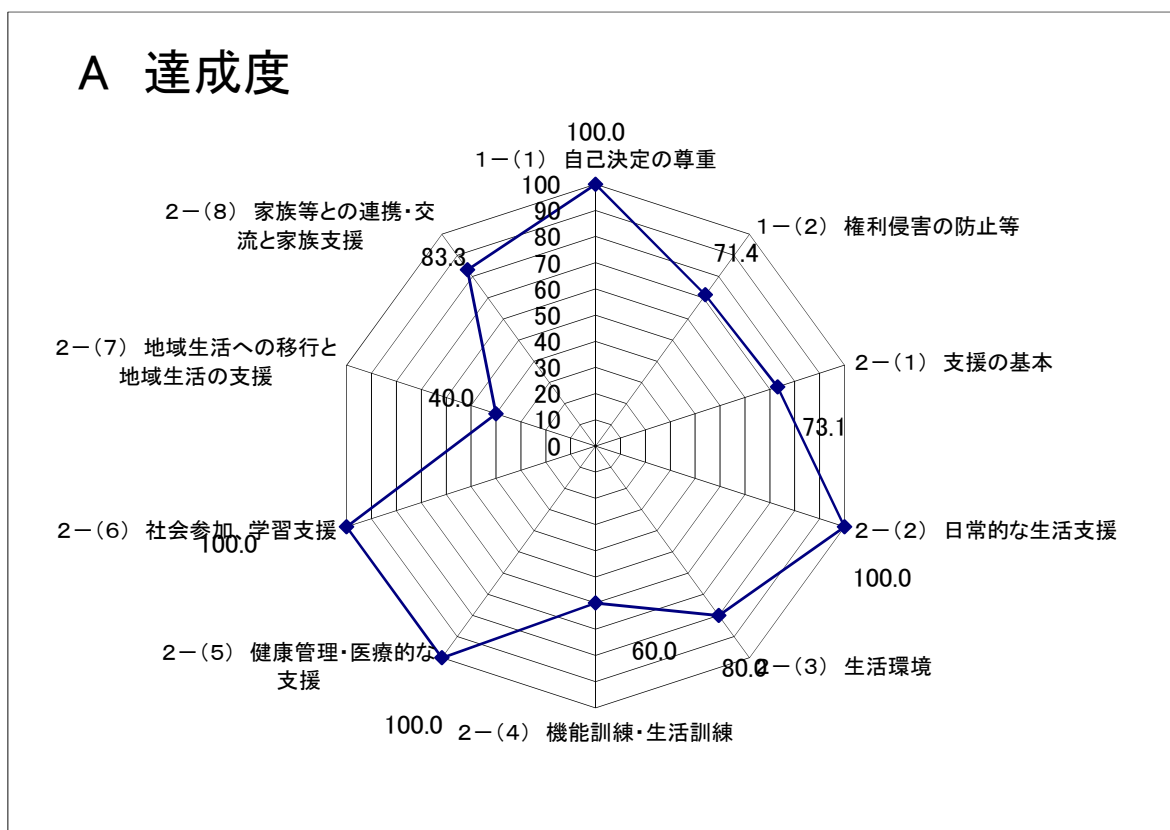 A 達成度
100.0
1－(1) 自己決定の尊重
2－(8) 家族等との連携・交
流と家族支援
83.3
1－(2) 権利侵害の防止等
71.4
100
90
80
70
60
50
40
30
20
10
0
2－(7) 地域生活への移行と
地域生活の支援
40.0
2－(1) 支援の基本
73.1
2－(6) 社会参加、学習支援
100.0
2－(2) 日常的な生活支援
100.0
2－(5) 健康管理・医療的な
支援
100.0
60.0
2－(4) 機能訓練・生活訓練
80.0
2－(3) 生活環境